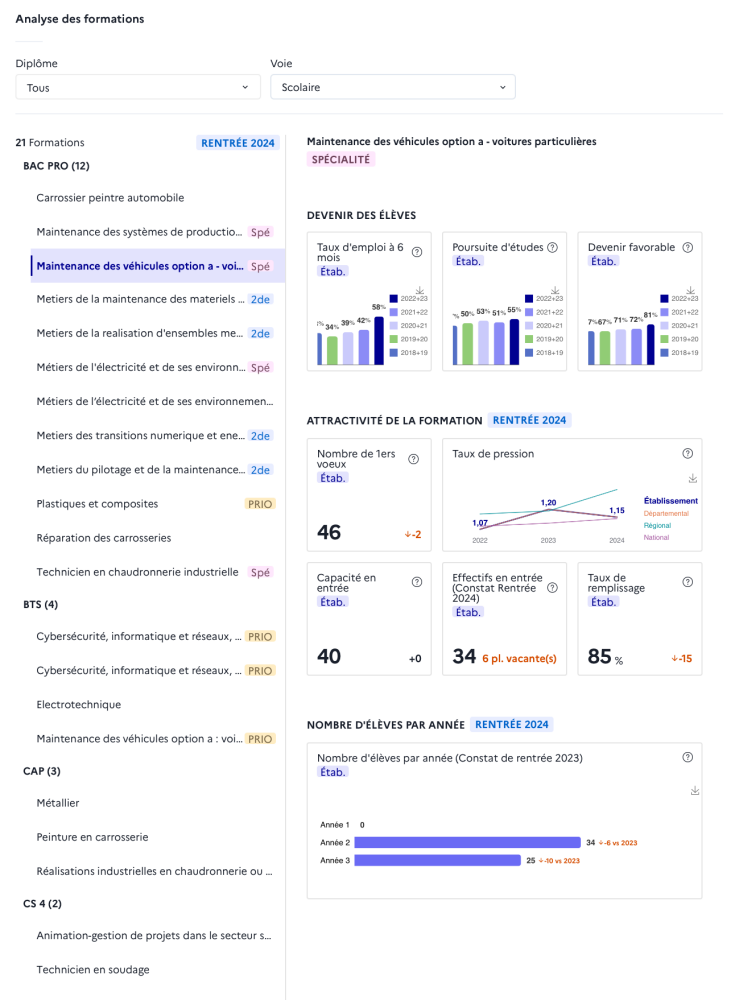 Analyse des formations
Diplôme
Voie
Tous
Scolaire
21 Formations
RENTRÉE 2024
BAC PRO (12)
Carrossier peintre automobile
Maintenance des systèmes de productio... Spé
Maintenance des véhicules option a - voi... Spé
Metiers de la maintenance des materiels ... 2de
Metiers de la realisation d'ensembles me... 2de
Métiers de l'électricité et de ses environn... Spé
Métiers de l'électricité et de ses environnemen...
Metiers des transitions numerique et ene... 2de
Metiers du pilotage et de la maintenance... 2de
Plastiques et composites PRIO
Réparation des carrosseries
Technicien en chaudronnerie industrielle Spé
BTS (4)
Cybersécurité, informatique et réseaux, ... PRIO
Cybersécurité, informatique et réseaux, ... PRIO
Electrotechnique
Maintenance des véhicules option a : voi... PRIO
CAP (3)
Métallier
Peinture en carrosserie
Réalisations industrielles en chaudronnerie ou ...
CS 4 (2)
Animation-gestion de projets dans le secteur s...
Technicien en soudage
Maintenance des véhicules option a - voitures particulières
SPÉCIALITÉ
DEVENIR DES ÉLÈVES
Taux d'emploi à 6
mois
Étab.
34% 39% 42% 58%
2022+23
2021+22
2020+21
2019+20
2018+19
Poursuite d'études
Étab.
% 50% 53% 51% 55%
2022+23
2021+22
2020+21
2019+20
2018+19
Devenir favorable
Étab.
7% 67% 71% 72% 81%
2022+23
2021+22
2020+21
2019+20
2018+19
ATTRACTIVITÉ DE LA FORMATION RENTRÉE 2024
Nombre de 1ers
voeux
Étab.
46
-2
Taux de pression
1,07
1,20
1,15
2022
2023
2024
Établissement
Départemental
Régional
National
Capacité en
entrée
Étab.
40
+0
Effectifs en entrée
(Constat Rentrée
2024)
Étab.
34 6 pl. vacante(s)
Taux de
remplissage
Étab.
85 %
-15
NOMBRE D'ÉLÈVES PAR ANNÉE RENTRÉE 2024
Nombre d'élèves par année (Constat de rentrée 2023)
Étab.
Année 1 0
Année 2 34 -6 vs 2023
Année 3 25 -10 vs 2023